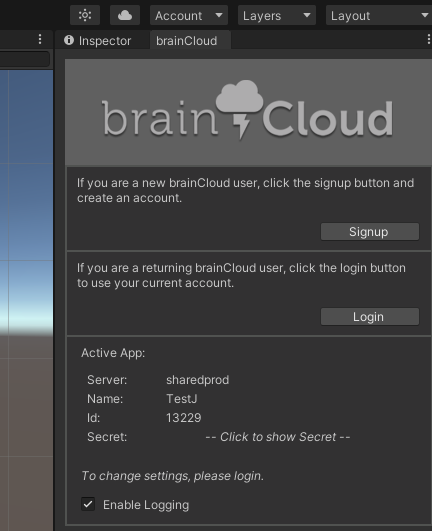 Account Layers Layout
Inspector brainCloud
brainCloud
If you are a new brainCloud user, click the signup button and
create an account.
Signup
If you are a returning brainCloud user, click the login button
to use your current account.
Login
Active App:
Server: sharedprod
Name: TestJ
Id: 13229
Secret: -- Click to show Secret --
To change settings, please login.
Enable Logging